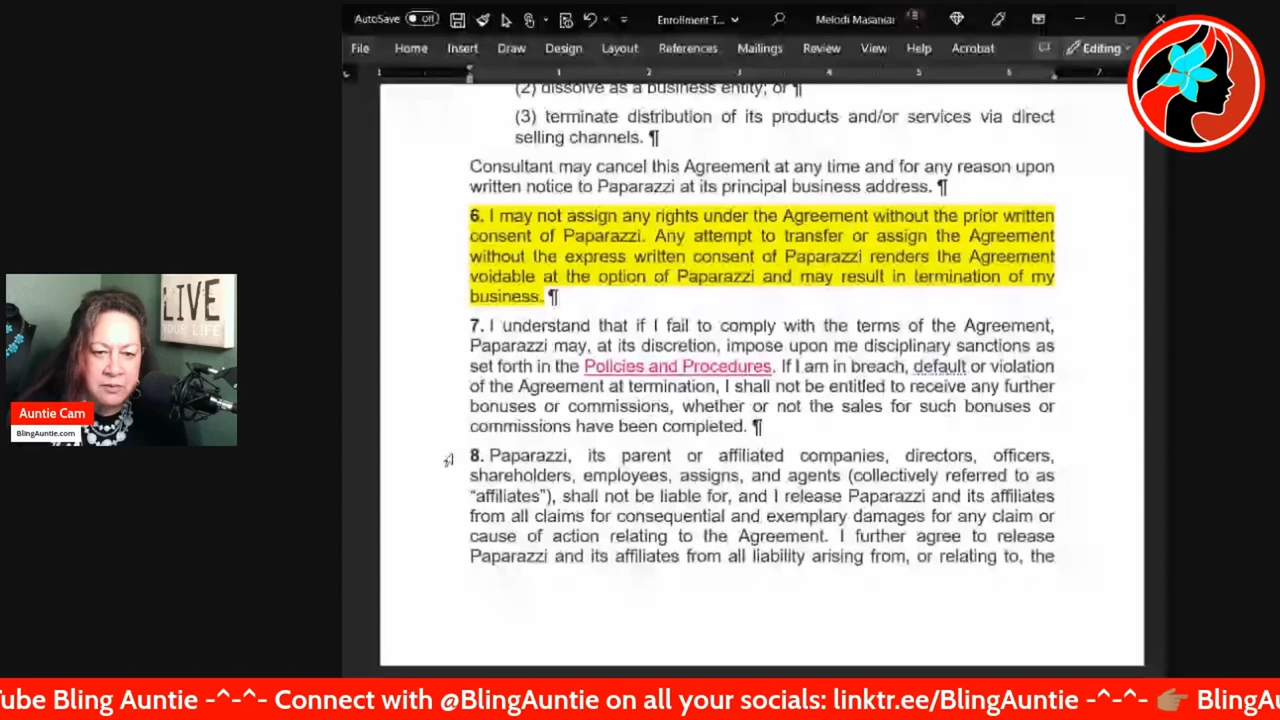 AutoSave Off Enrollment T... Melodi Masaniai
File Home Insert Draw Design Layout References Mailings Review View Help Acrobat Editing
1 1 2 3 4 5 6 7
(2) dissolve as a business entity; or ¶
(3) terminate distribution of its products and/or services via direct
selling channels. ¶
Consultant may cancel this Agreement at any time and for any reason upon
written notice to Paparazzi at its principal business address. ¶
6. I may not assign any rights under the Agreement without the prior written
consent of Paparazzi. Any attempt to transfer or assign the Agreement
without the express written consent of Paparazzi renders the Agreement
voidable at the option of Paparazzi and may result in termination of my
business. ¶
7. I understand that if I fail to comply with the terms of the Agreement,
Paparazzi may, at its discretion, impose upon me disciplinary sanctions as
set forth in the Policies and Procedures. If I am in breach, default or violation
of the Agreement at termination, I shall not be entitled to receive any further
bonuses or commissions, whether or not the sales for such bonuses or
commissions have been completed. ¶
8. Paparazzi, its parent or affiliated companies, directors, officers,
shareholders, employees, assigns, and agents (collectively referred to as
“affiliates”), shall not be liable for, and I release Paparazzi and its affiliates
from all claims for consequential and exemplary damages for any claim or
cause of action relating to the Agreement. I further agree to release
Paparazzi and its affiliates from all liability arising from, or relating to, the
LIVE
YOUR LIFE
Auntie Cam
BlingAuntie.com
Tube Bling Auntie -^-^- Connect with @BlingAuntie on all your socials: linktr.ee/BlingAuntie -^-^- 👉🏽 BlingAu